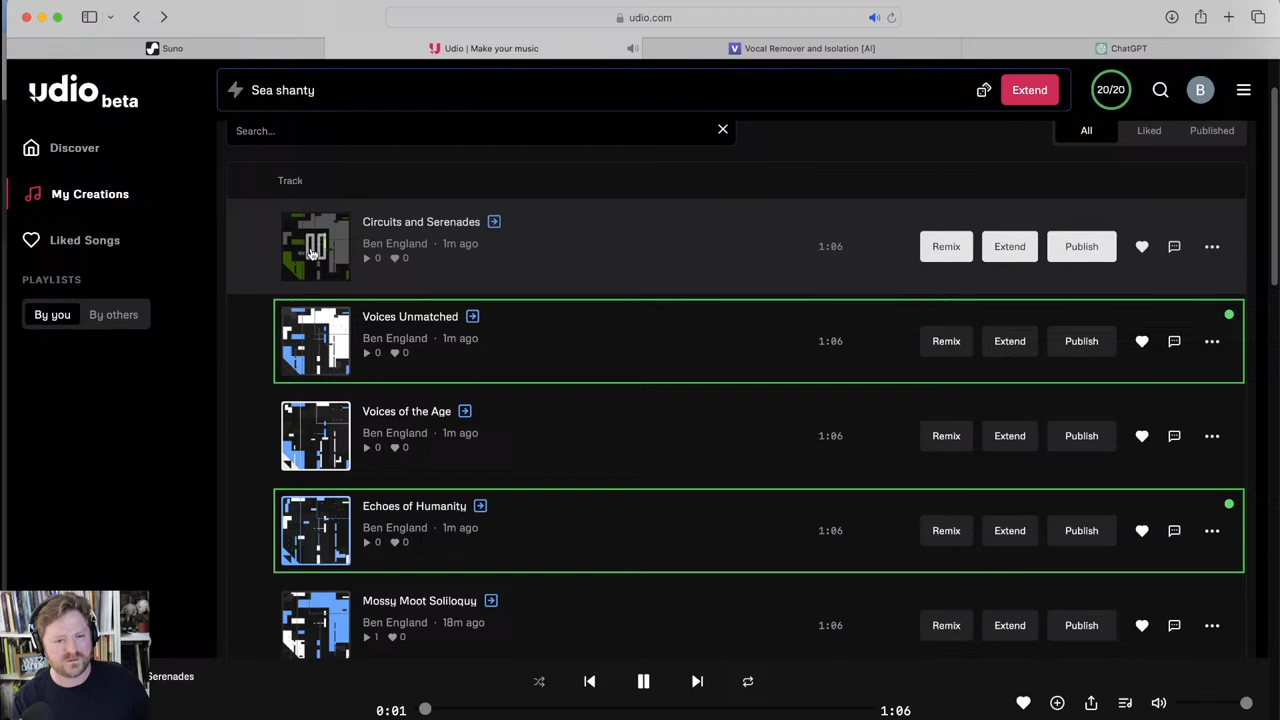 udio.com
Suno
Udio | Make your music
Vocal Remover and Isolation [AI]
ChatGPT
udio beta
Sea shanty
Extend
20/20
B
Discover
My Creations
Liked Songs
PLAYLISTS
By you
By others
Search...
All
Liked
Published
Track
Circuits and Serenades
Ben England · 1m ago
0 0
1:06
Remix
Extend
Publish
Voices Unmatched
Ben England · 1m ago
0 0
1:06
Remix
Extend
Publish
Voices of the Age
Ben England · 1m ago
0 0
1:06
Remix
Extend
Publish
Echoes of Humanity
Ben England · 1m ago
0 0
1:06
Remix
Extend
Publish
Mossy Moot Soliloquy
Ben England · 18m ago
1 0
1:06
Remix
Extend
Publish
Serenades
0:01
1:06